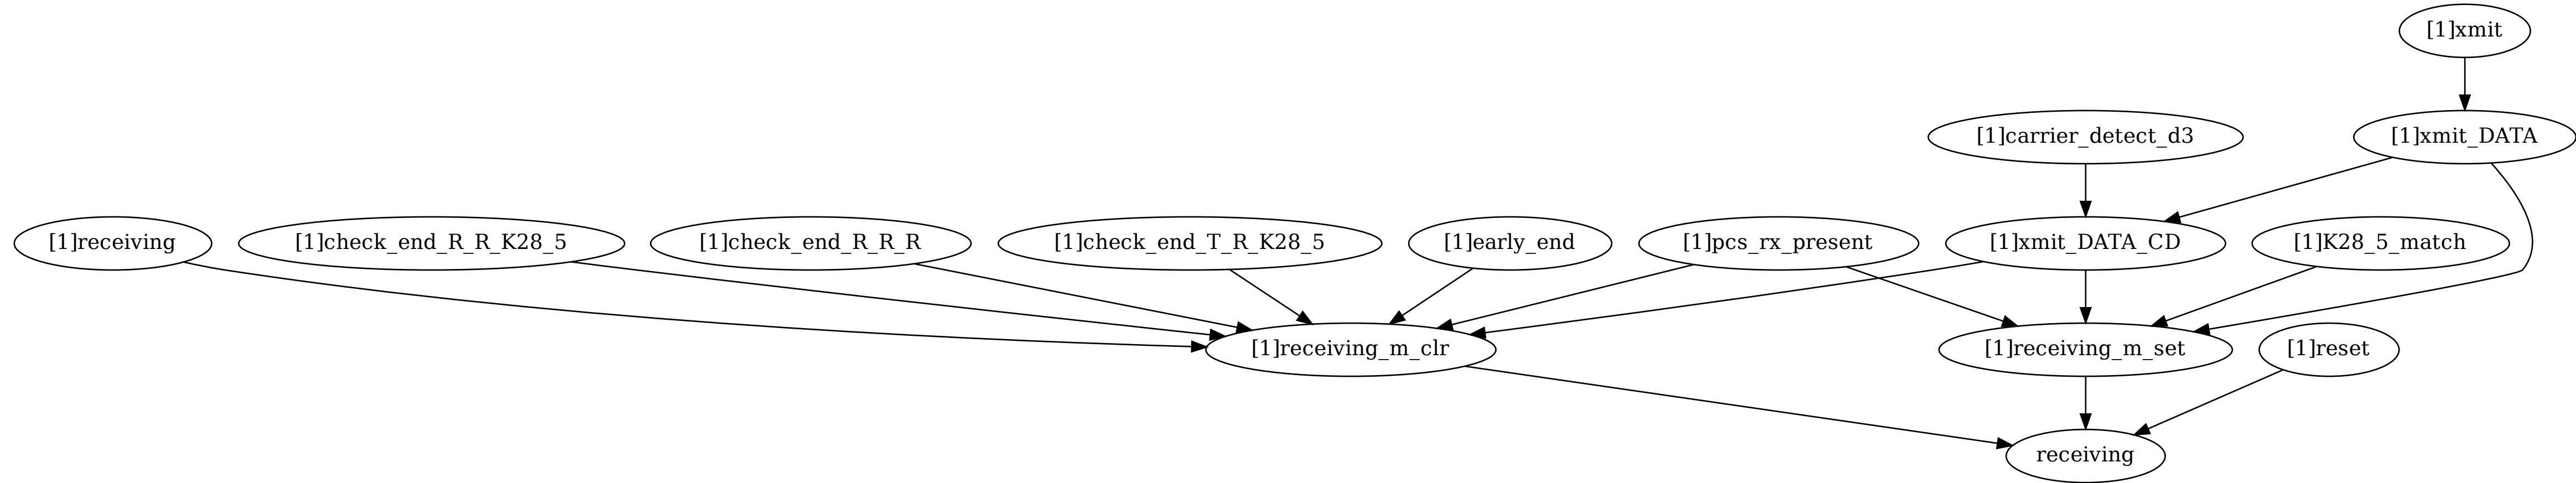 [1]xmit
[1]carrier_detect_d3
[1]xmit_DATA
[1]receiving
[1]check_end_R_R_K28_5
[1]check_end_R_R_R
[1]check_end_T_R_K28_5
[1]early_end
[1]pcs_rx_present
[1]xmit_DATA_CD
[1]K28_5_match
[1]receiving_m_clr
[1]receiving_m_set
[1]reset
receiving